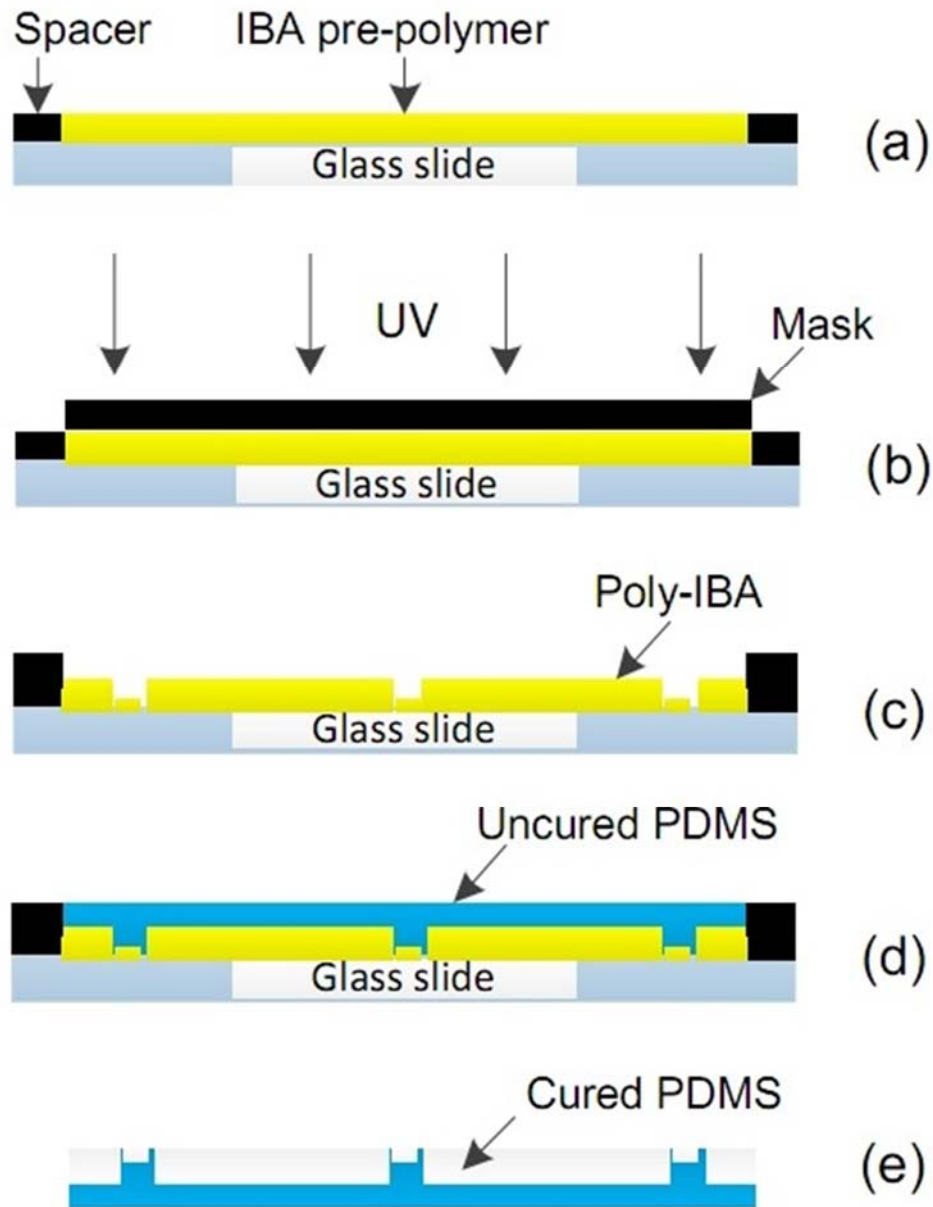 Spacer IBA pre-polymer
Glass slide
(a)
UV
Mask
Glass slide
(b)
Poly-IBA
Glass slide
(c)
Uncured PDMS
Glass slide
(d)
Cured PDMS
(e)